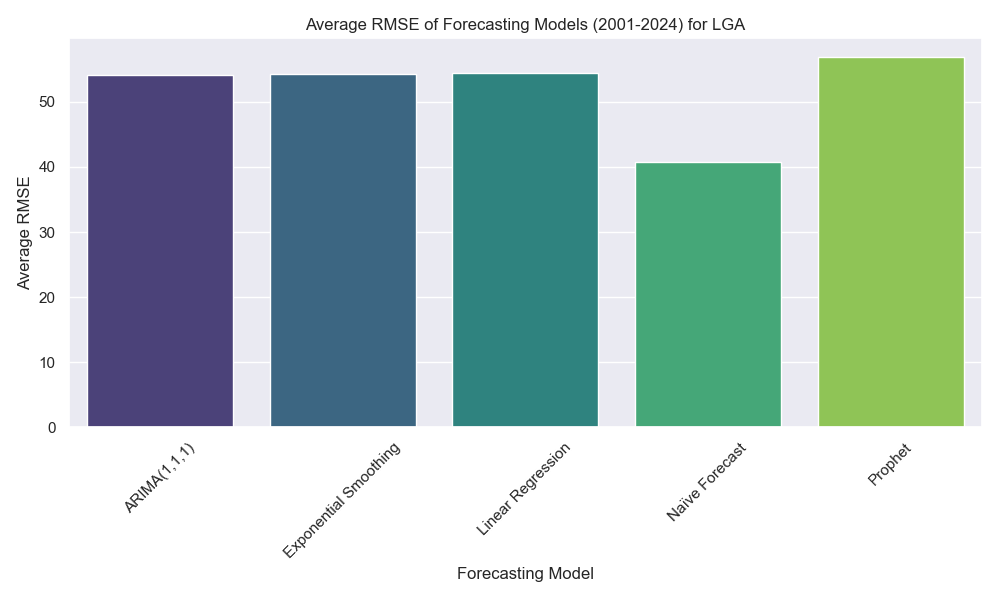 Average RMSE of Forecasting Models (2001-2024) for LGA
Average RMSE
50
40
30
20
10
0
ARIMA(1,1,1)
Exponential Smoothing
Linear Regression
Naïve Forecast
Prophet
Forecasting Model